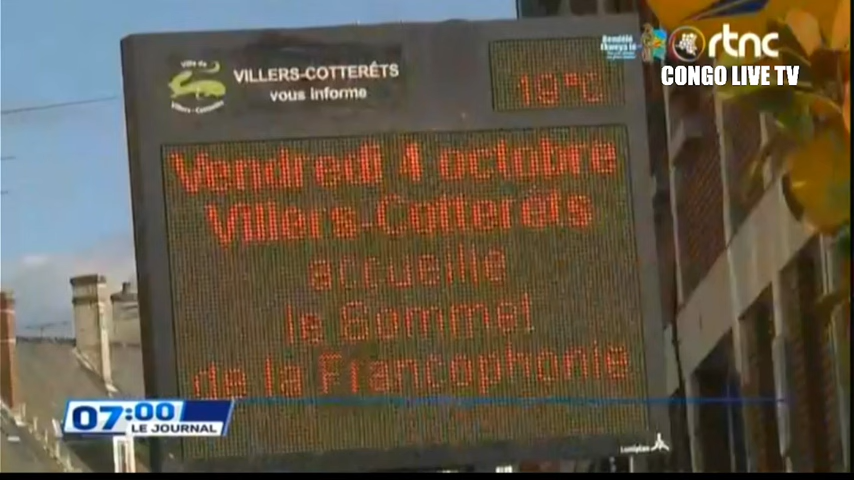 Ville de
Villers-Cotterêts
VILLERS-COTTERÊTS
vous informe
19°C
rtnc
CONGO LIVE TV
Vendredi 4 octobre
Villers-Cotterêts
accueille
le Sommet
de la Francophonie
07:00
LE JOURNAL
Lumiplan